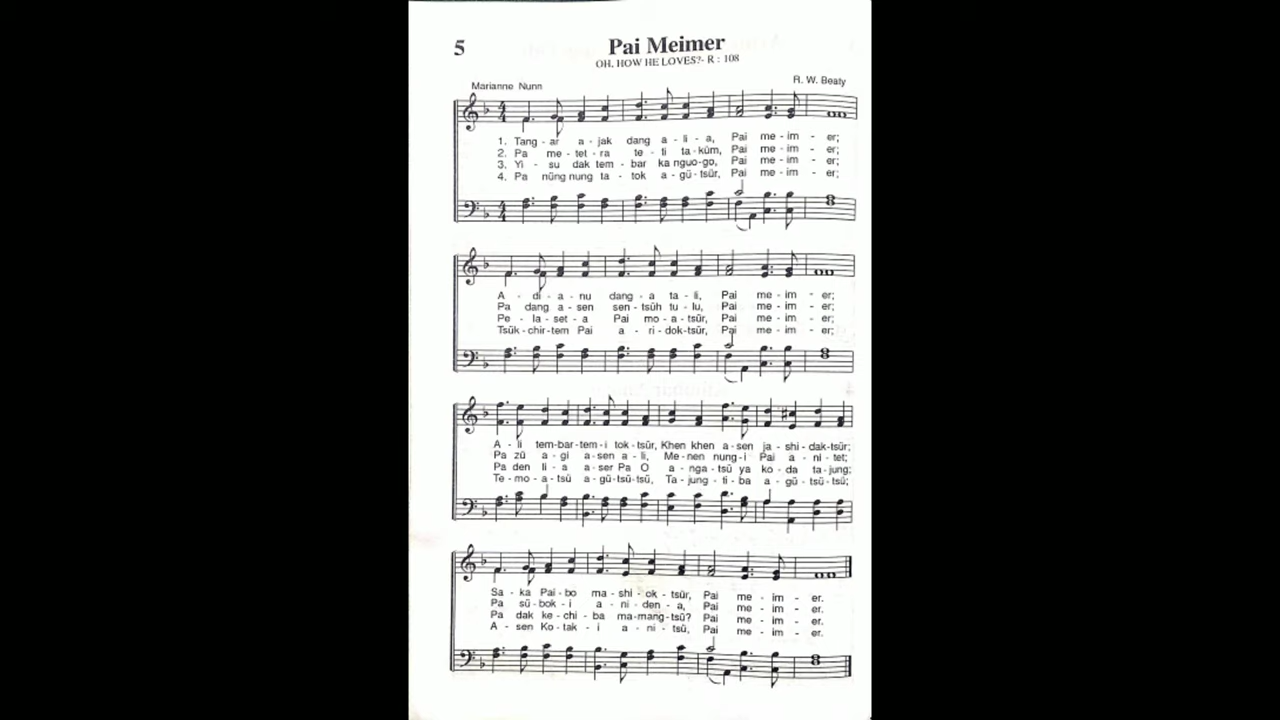 5
Pai Meimer
OH, HOW HE LOVES?- R : 108
Marianne Nunn
R. W. Beaty
1. Tang - ar a - jak dang a - li - a, Pai me - im - er;
2. Pa me - tet - ra te - ti ta - küm, Pai me - im - er;
3. Yi - su dak tem - bar ka nguo - go, Pai me - im - er;
4. Pa nüng nung ta - tok a - gü - tsür, Pai me - im - er;
A - di - a - nu dang - a ta - li, Pai me - im - er;
Pa dang a - sen sen - tsüh tu - lu, Pai me - im - er;
Pe - la - set - a Pai mo - a - tsür, Pai me - im - er;
Tsük - chir - tem Pai a - ri - dok - tsür, Pai me - im - er;
A - li tem - bar - tem - i tok - tsür, Khen khen a - sen ja - shi - dak - tsür;
Pa zü a - gi a - sen a - li, Me - nen nung - i Pai a - ni - tet;
Pa den li - a a - ser Pa O a - nga - tsü ya ko - da ta - jung;
Te - mo - a - tsü a - gü - tsü - tsü, Ta - jung - ti - ba a - gü - tsü - tsü;
Sa - ka Pai - bo ma - shi - ok - tsür, Pai me - im - er.
Pa sü - bok - i a - ni - den - a, Pai me - im - er.
Pa dak ke - chi - ba ma - mang - tsü? Pai me - im - er.
A - sen Ko - tak - i a - ni - tsü, Pai me - im - er.